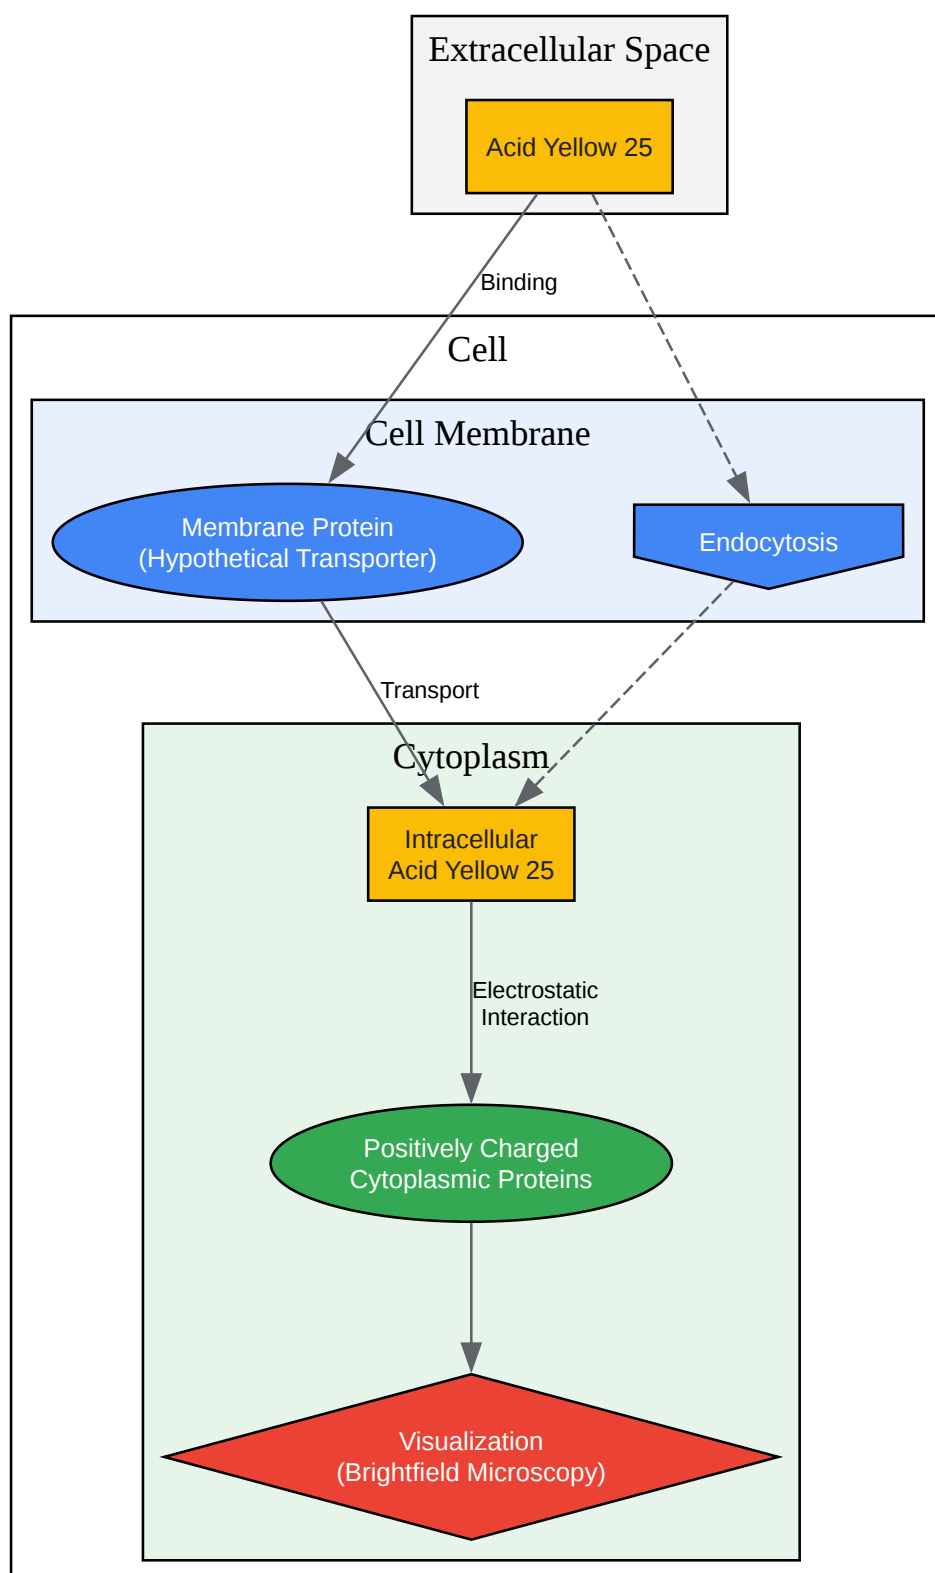 Extracellular Space
Acid Yellow 25
Binding
Cell
Cell Membrane
Membrane Protein
(Hypothetical Transporter)
Endocytosis
Transport
Cytoplasm
Intracellular
Acid Yellow 25
Electrostatic
Interaction
Positively Charged
Cytoplasmic Proteins
Visualization
(Brightfield Microscopy)